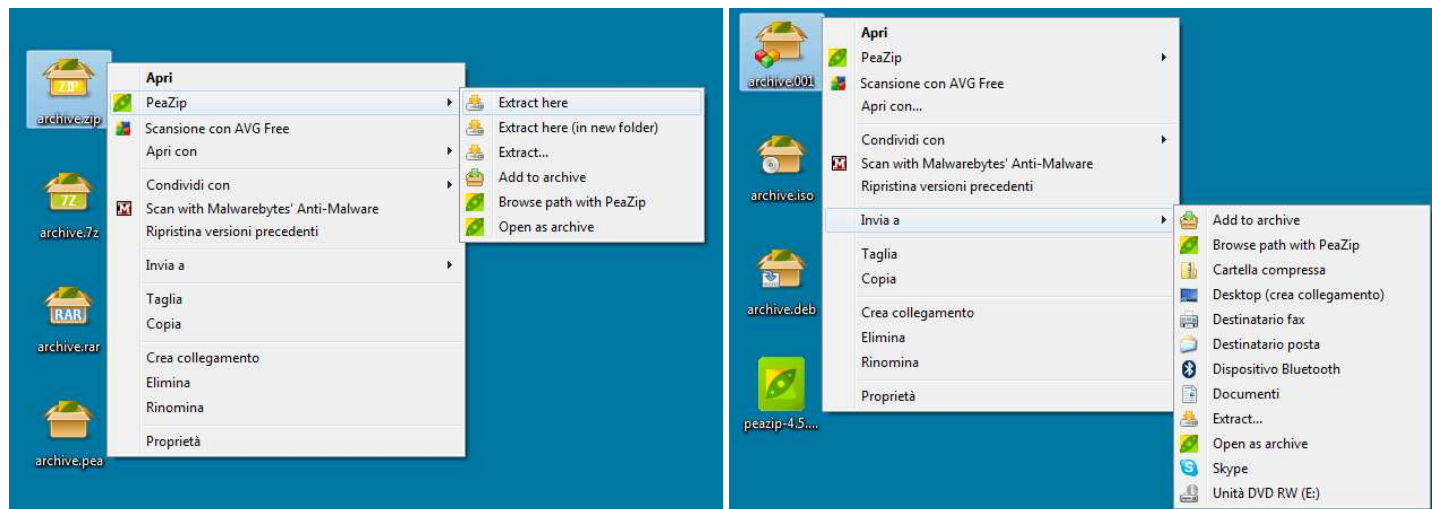 archive.zip
archive.7z
archive.rar
archive.pea
Apri
PeaZip
Scansione con AVG Free
Apri con
Condividi con
Scan with Malwarebytes' Anti-Malware
Ripristina versioni precedenti
Invia a
Taglia
Copia
Crea collegamento
Elimina
Rinomina
Proprietà
Extract here
Extract here (in new folder)
Extract...
Add to archive
Browse path with PeaZip
Open as archive
ZIP
7Z
RAR
archive.001
archive.iso
archive.deb
peazip-4.5....
Apri
PeaZip
Scansione con AVG Free
Apri con...
Condividi con
Scan with Malwarebytes' Anti-Malware
Ripristina versioni precedenti
Invia a
Taglia
Copia
Crea collegamento
Elimina
Rinomina
Proprietà
Add to archive
Browse path with PeaZip
Cartella compressa
Desktop (crea collegamento)
Destinatario fax
Destinatario posta
Dispositivo Bluetooth
Documenti
Extract...
Open as archive
Skype
Unità DVD RW (E:)